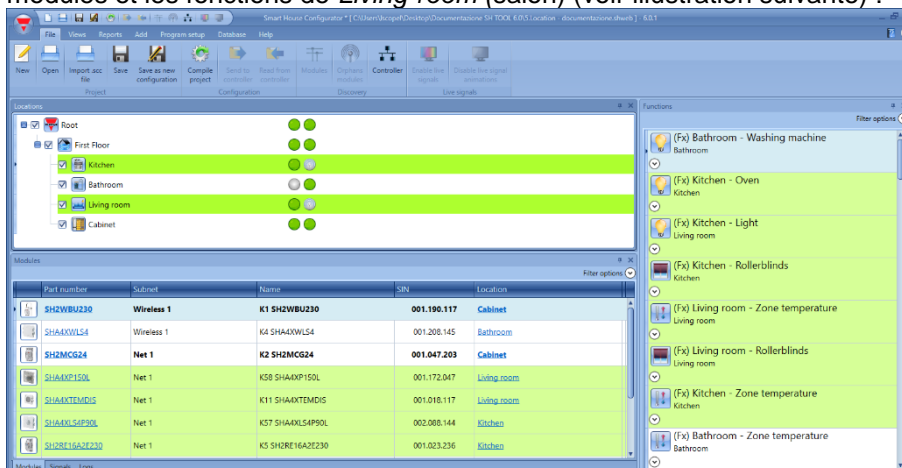 modules et les fonctions de Living room (salon) (voir illustration suivante) :
Smart House Configurator * [ C:\Users\hscopel\Desktop\Documentazione SH TOOL 6.0\5.Location - documentazione.shweb ] 6.0.1
File Views Reports Add Program setup Database Help
New Open Import .scc file Save Save as new configuration Compile project Send to controller Read from controller Modules Orphans modules Controller Enable live signals Disable live signal animations
Project Configuration Discovery Live signals
Locations
Root
First Floor
Kitchen
Bathroom
Living room
Cabinet
Modules
Filter options
Part number Subnet Name SIN Location
SH2WBU230 Wireless 1 K1 SH2WBU230 001.190.117 Cabinet
SHA4XWLS4 Wireless 1 K4 SHA4XWLS4 001.208.145 Bathroom
SH2MCG24 Net 1 K2 SH2MCG24 001.047.203 Cabinet
SHA4XP150L Net 1 K58 SHA4XP150L 001.172.047 Living room
SHA4XTEMDIS Net 1 K11 SHA4XTEMDIS 001.018.117 Living room
SHA4XLS4P90L Net 1 K57 SHA4XLS4P90L 002.088.144 Kitchen
SH2RE16A2E230 Net 1 K5 SH2RE16A2E230 001.023.236 Kitchen
Modules Signals Logs
Functions
Filter options
(Fx) Bathroom - Washing machine
Bathroom
(Fx) Kitchen - Oven
Kitchen
(Fx) Kitchen - Light
Living room
(Fx) Kitchen - Rollerblinds
Kitchen
(Fx) Living room - Zone temperature
Living room
(Fx) Living room - Rollerblinds
Living room
(Fx) Kitchen - Zone temperature
Kitchen
(Fx) Bathroom - Zone temperature
Bathroom